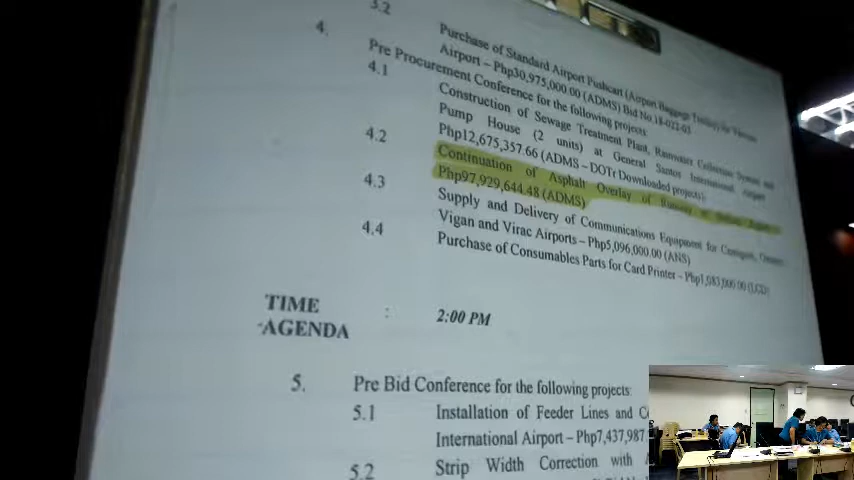 3.2
Purchase of Standard Airport Pushcart (Airport Baggage Trolley) for Various
Airport – Php30,975,000.00 (ADMS) Bid No.18-022-03
4.
Pre Procurement Conference for the following projects:
4.1
Construction of Sewage Treatment Plant, Rainwater Collection System and
Pump House (2 units) at General Santos International Airport
Php12,675,357.66 (ADMS – DOTr Downloaded projects);
4.2
Continuation of Asphalt Overlay of Runway
Php97,929,644.48 (ADMS)
4.3
Supply and Delivery of Communications Equipment for
Vigan and Virac Airports – Php5,096,000.00 (ANS)
4.4
Purchase of Consumables Parts for Card Printer – Php1,083,000.00 (LCD)
TIME : 2:00 PM
AGENDA
5. Pre Bid Conference for the following projects:
5.1 Installation of Feeder Lines and
International Airport – Php7,437,987
5.2 Strip Width Correction with